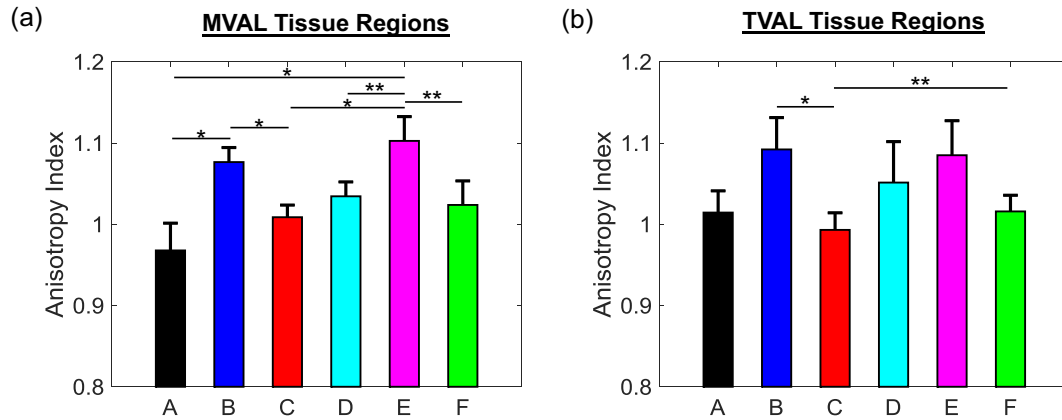 (a)
MVAL Tissue Regions
Anisotropy Index
1.2
1.1
1
0.9
0.8
*
**
*
**
*
*
A B C D E F
(b)
TVAL Tissue Regions
Anisotropy Index
1.2
1.1
1
0.9
0.8
**
*
A B C D E F